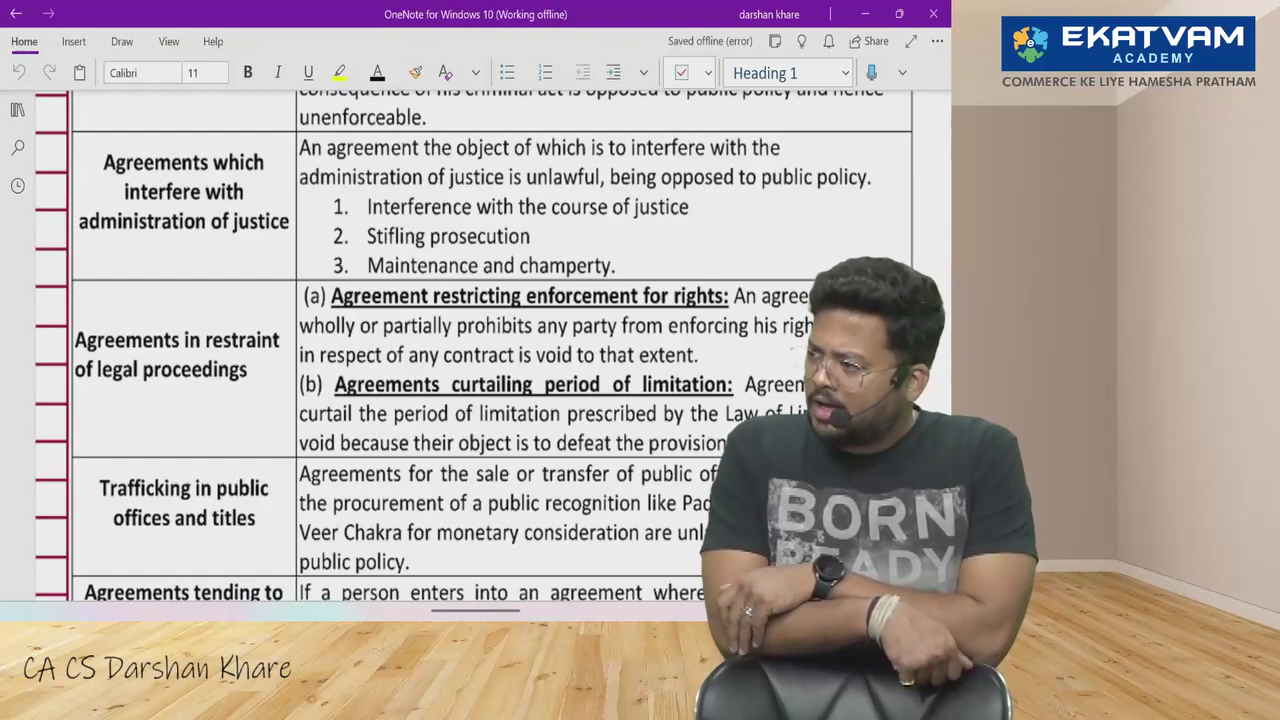 OneNote for Windows 10 (Working offline)
darshan khare
Home
Insert
Draw
View
Help
Saved offline (error)
Share
Calibri
11
B
I
U
A
Heading 1
EKATVAM
ACADEMY
COMMERCE KE LIYE HAMESHA PRATHAM
consequence of his criminal act is opposed to public policy and hence
unenforceable.
Agreements which
interfere with
administration of justice
An agreement the object of which is to interfere with the
administration of justice is unlawful, being opposed to public policy.
1. Interference with the course of justice
2. Stifling prosecution
3. Maintenance and champerty.
Agreements in restraint
of legal proceedings
(a) Agreement restricting enforcement for rights: An
wholly or partially prohibits any party from enforcing his
in respect of any contract is void to that extent.
(b) Agreements curtailing period of limitation:
curtail the period of limitation prescribed by the Law of
void because their object is to defeat the
Trafficking in public
offices and titles
Agreements for the sale or transfer of public
the procurement of a public recognition like
Veer Chakra for monetary consideration are
public policy.
Agreements tending to
If a person enters into an agreement
BORN
READY
CA CS Darshan Khare